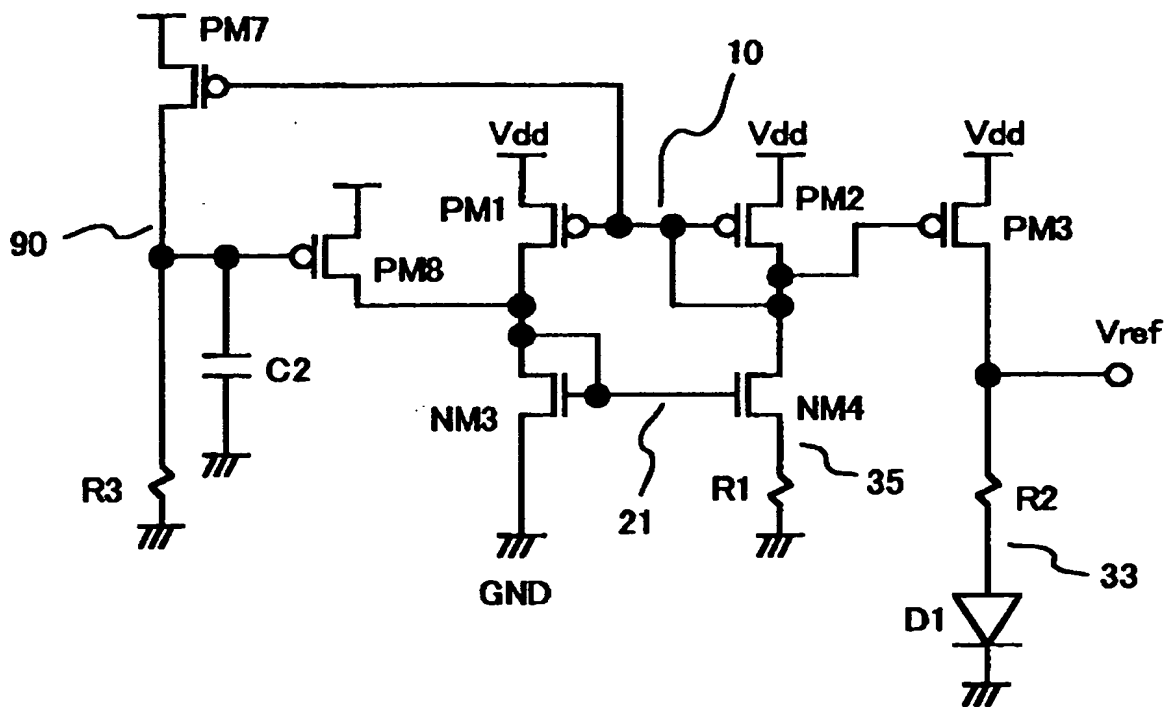 PM7
10
Vdd
Vdd
Vdd
PM1
PM2
PM3
90
PM8
Vref
C2
NM3
NM4
R3
21
R1
35
R2
GND
33
D1